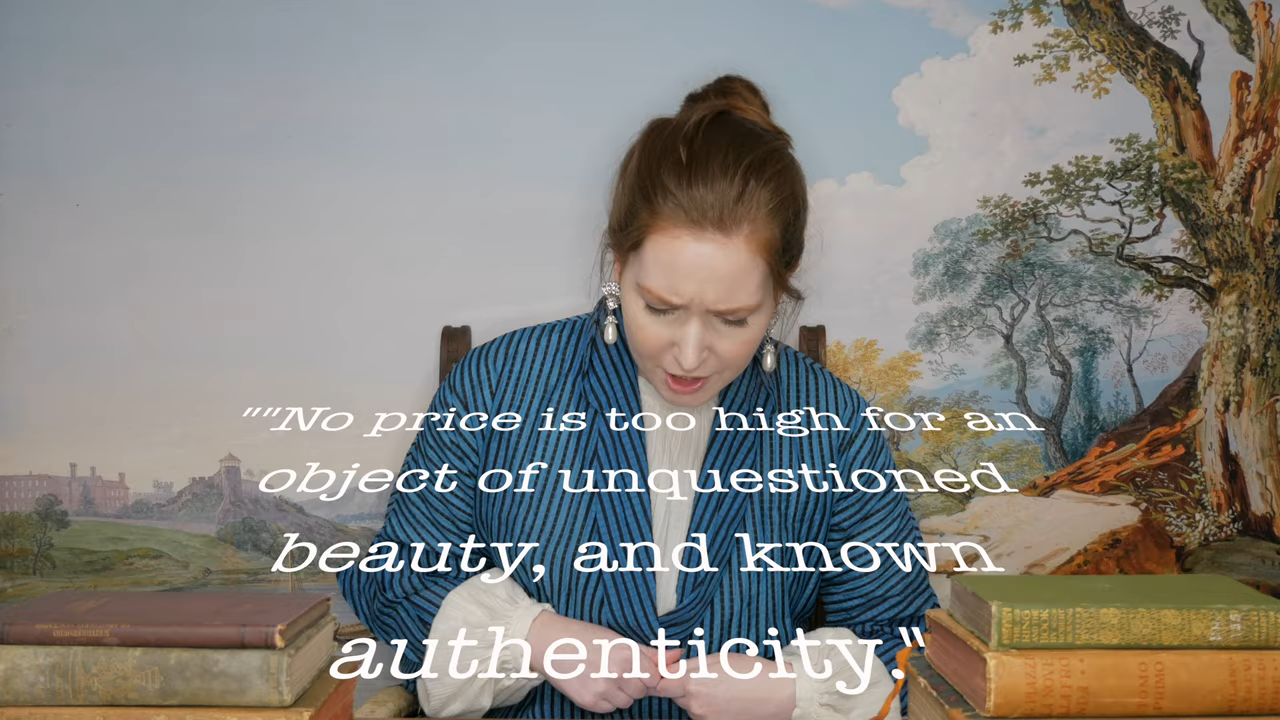 ""No price is too high for an
object of unquestioned
beauty, and known
authenticity."